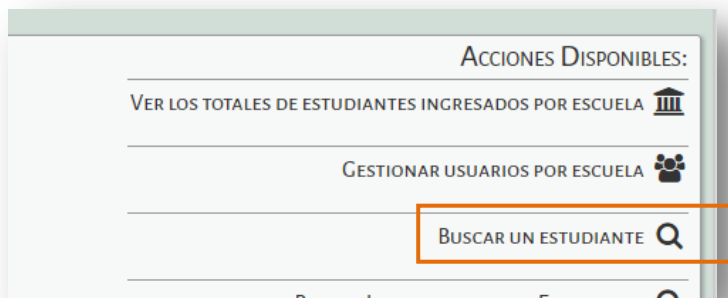 Acciones Disponibles:
Ver los totales de estudiantes ingresados por escuela
Gestionar usuarios por escuela
Buscar un estudiante